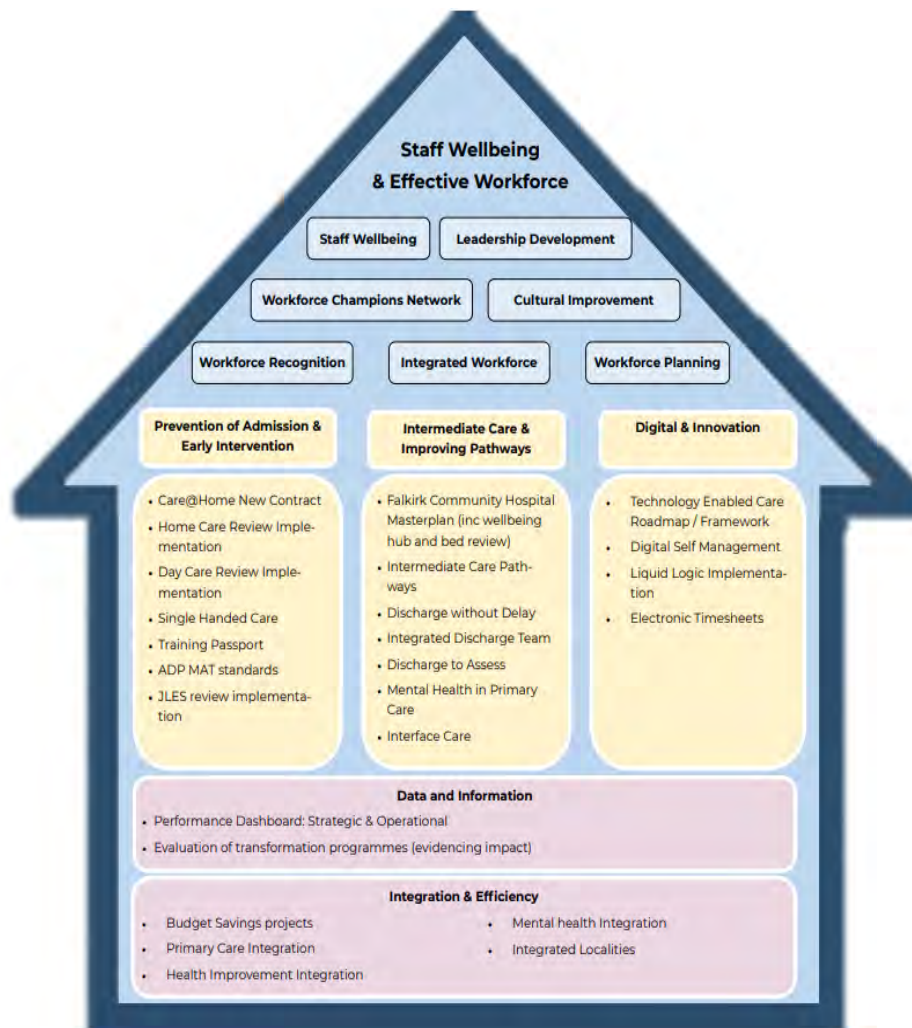 Staff Wellbeing
& Effective Workforce
Staff Wellbeing
Leadership Development
Workforce Champions Network
Cultural Improvement
Workforce Recognition
Integrated Workforce
Workforce Planning
Prevention of Admission &
Early Intervention
• Care@Home New Contract
• Home Care Review Imple-
mentation
• Day Care Review Imple-
mentation
• Single Handed Care
• Training Passport
• ADP MAT standards
• JLES review implementa-
tion
Intermediate Care &
Improving Pathways
• Falkirk Community Hospital
Masterplan (inc wellbeing
hub and bed review)
• Intermediate Care Path-
ways
• Discharge without Delay
• Integrated Discharge Team
• Discharge to Assess
• Mental Health in Primary
Care
• Interface Care
Digital & Innovation
• Technology Enabled Care
Roadmap / Framework
• Digital Self Management
• Liquid Logic Implementa-
tion
• Electronic Timesheets
Data and Information
• Performance Dashboard: Strategic & Operational
• Evaluation of transformation programmes (evidencing impact)
Integration & Efficiency
• Budget Savings projects
• Primary Care Integration
• Health Improvement Integration
• Mental health Integration
• Integrated Localities